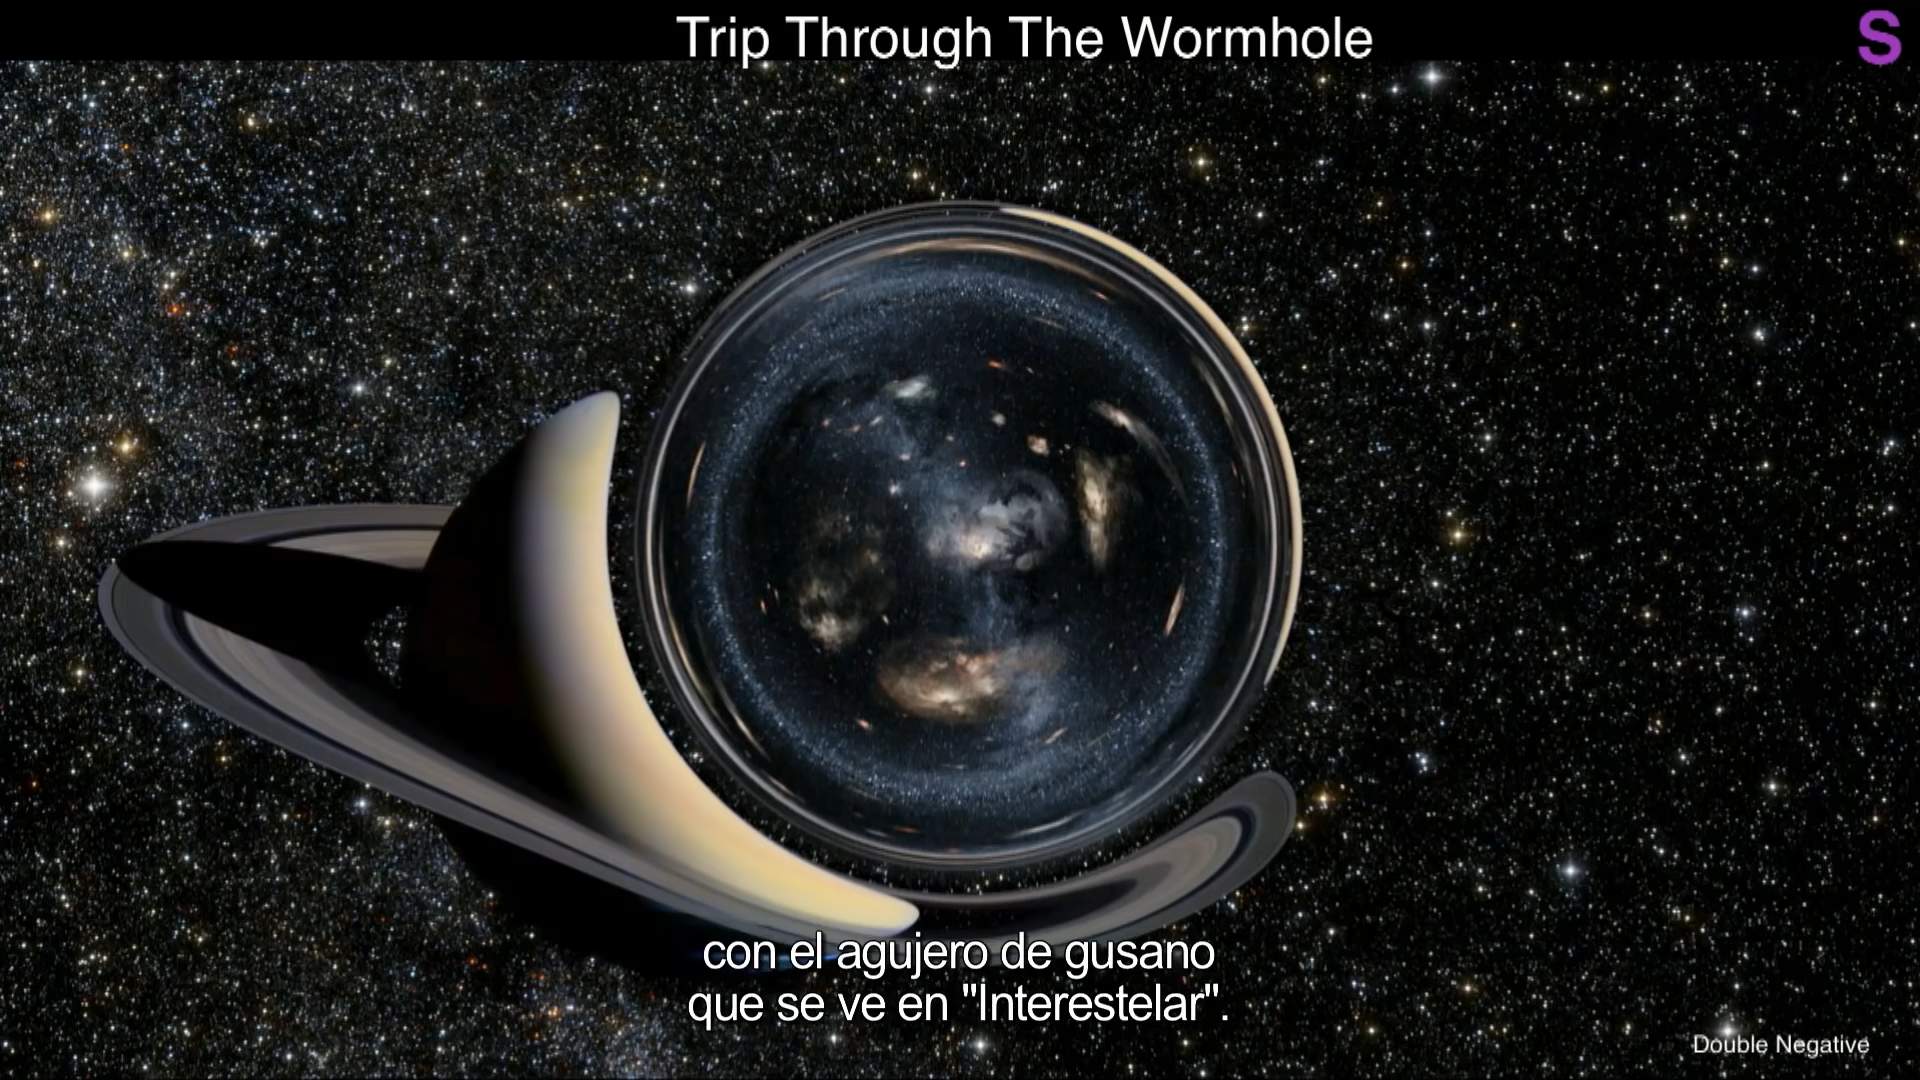 Trip Through The Wormhole
S
con el agujero de gusano
que se ve en "Interestelar".
Double Negative